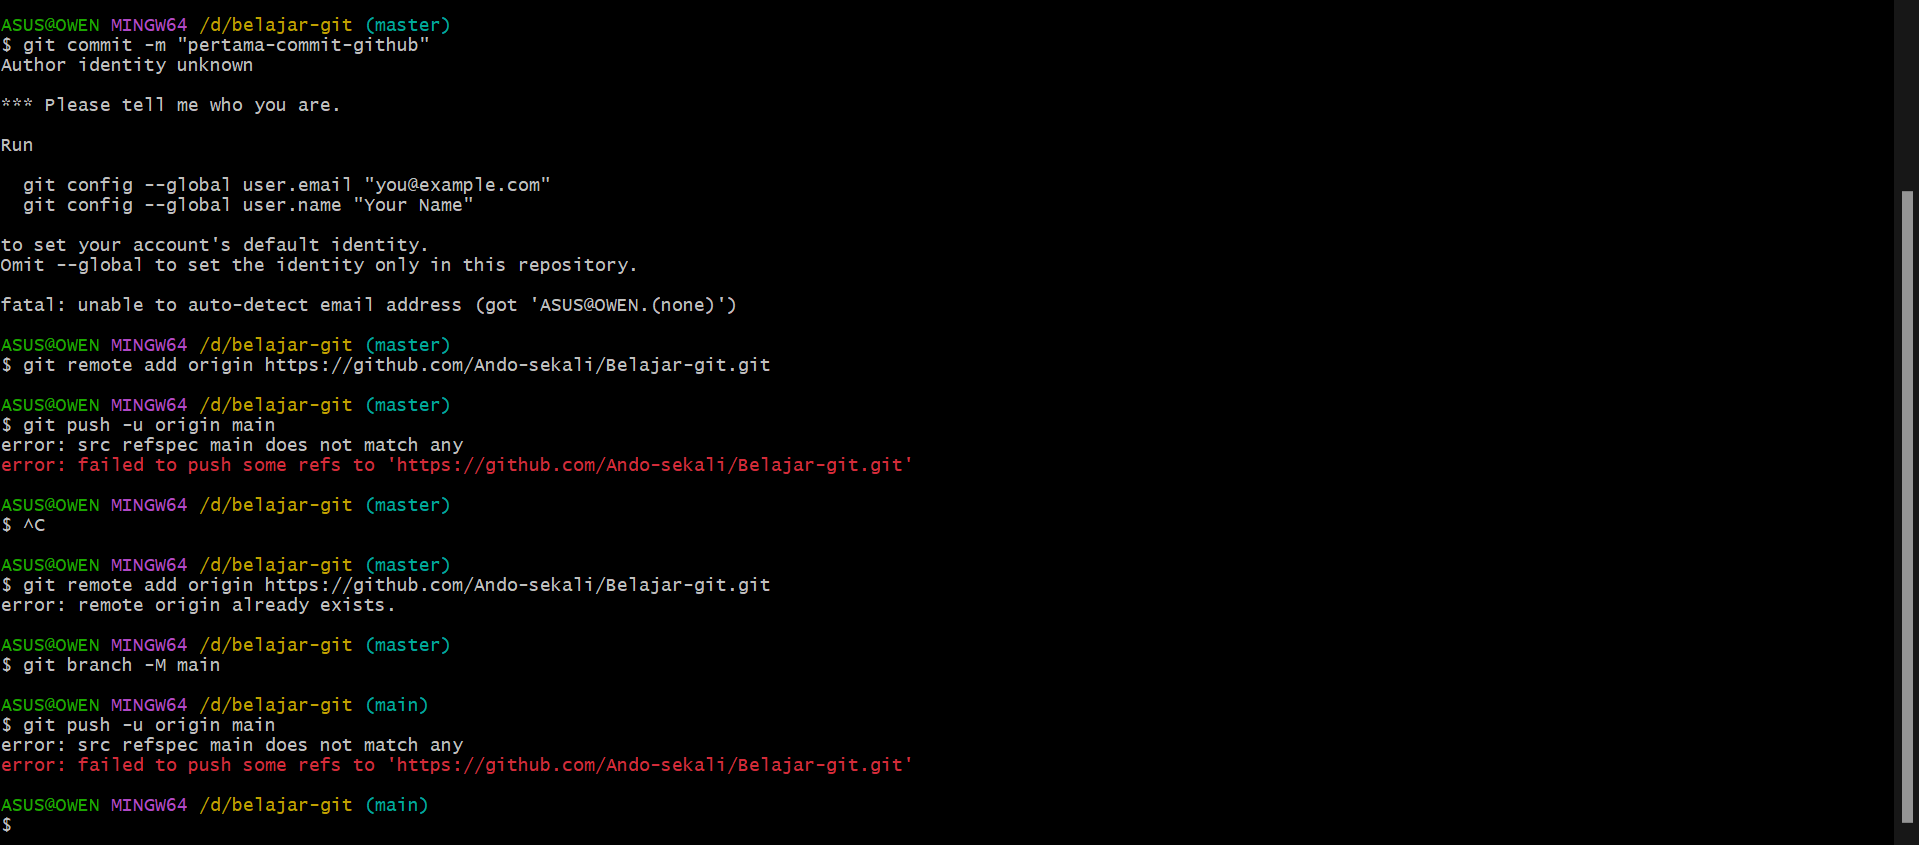 ASUS@OWEN MINGW64 /d/belajar-git (master)
$ git commit -m "pertama-commit-github"
Author identity unknown
*** Please tell me who you are.
Run
  git config --global user.email "you@example.com"
  git config --global user.name "Your Name"
to set your account's default identity.
Omit --global to set the identity only in this repository.
fatal: unable to auto-detect email address (got 'ASUS@OWEN.(none)')
ASUS@OWEN MINGW64 /d/belajar-git (master)
$ git remote add origin https://github.com/Ando-sekali/Belajar-git.git
ASUS@OWEN MINGW64 /d/belajar-git (master)
$ git push -u origin main
error: src refspec main does not match any
error: failed to push some refs to 'https://github.com/Ando-sekali/Belajar-git.git'
ASUS@OWEN MINGW64 /d/belajar-git (master)
$ ^C
ASUS@OWEN MINGW64 /d/belajar-git (master)
$ git remote add origin https://github.com/Ando-sekali/Belajar-git.git
error: remote origin already exists.
ASUS@OWEN MINGW64 /d/belajar-git (master)
$ git branch -M main
ASUS@OWEN MINGW64 /d/belajar-git (main)
$ git push -u origin main
error: src refspec main does not match any
error: failed to push some refs to 'https://github.com/Ando-sekali/Belajar-git.git'
ASUS@OWEN MINGW64 /d/belajar-git (main)
$